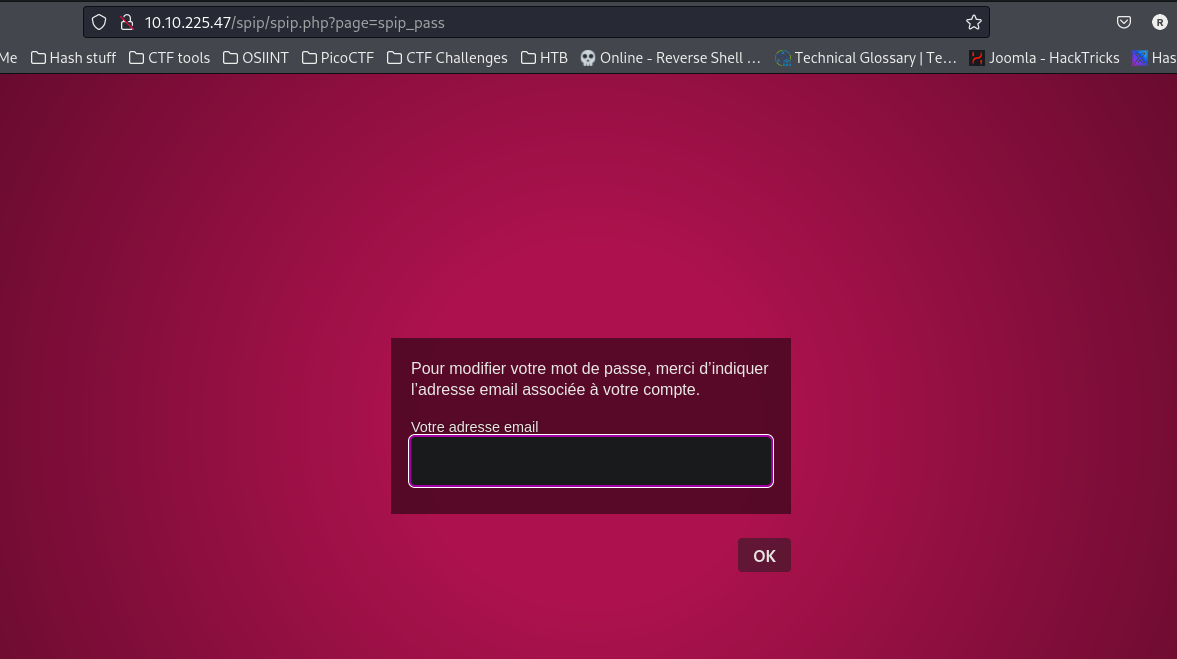 10.10.225.47/spip/spip.php?page=spip_pass
R
Me Hash stuff CTF tools OSIINT PicoCTF CTF Challenges HTB Online - Reverse Shell ... Technical Glossary | Te... Joomla - HackTricks Has
Pour modifier votre mot de passe, merci d’indiquer
l’adresse email associée à votre compte.
Votre adresse email
OK